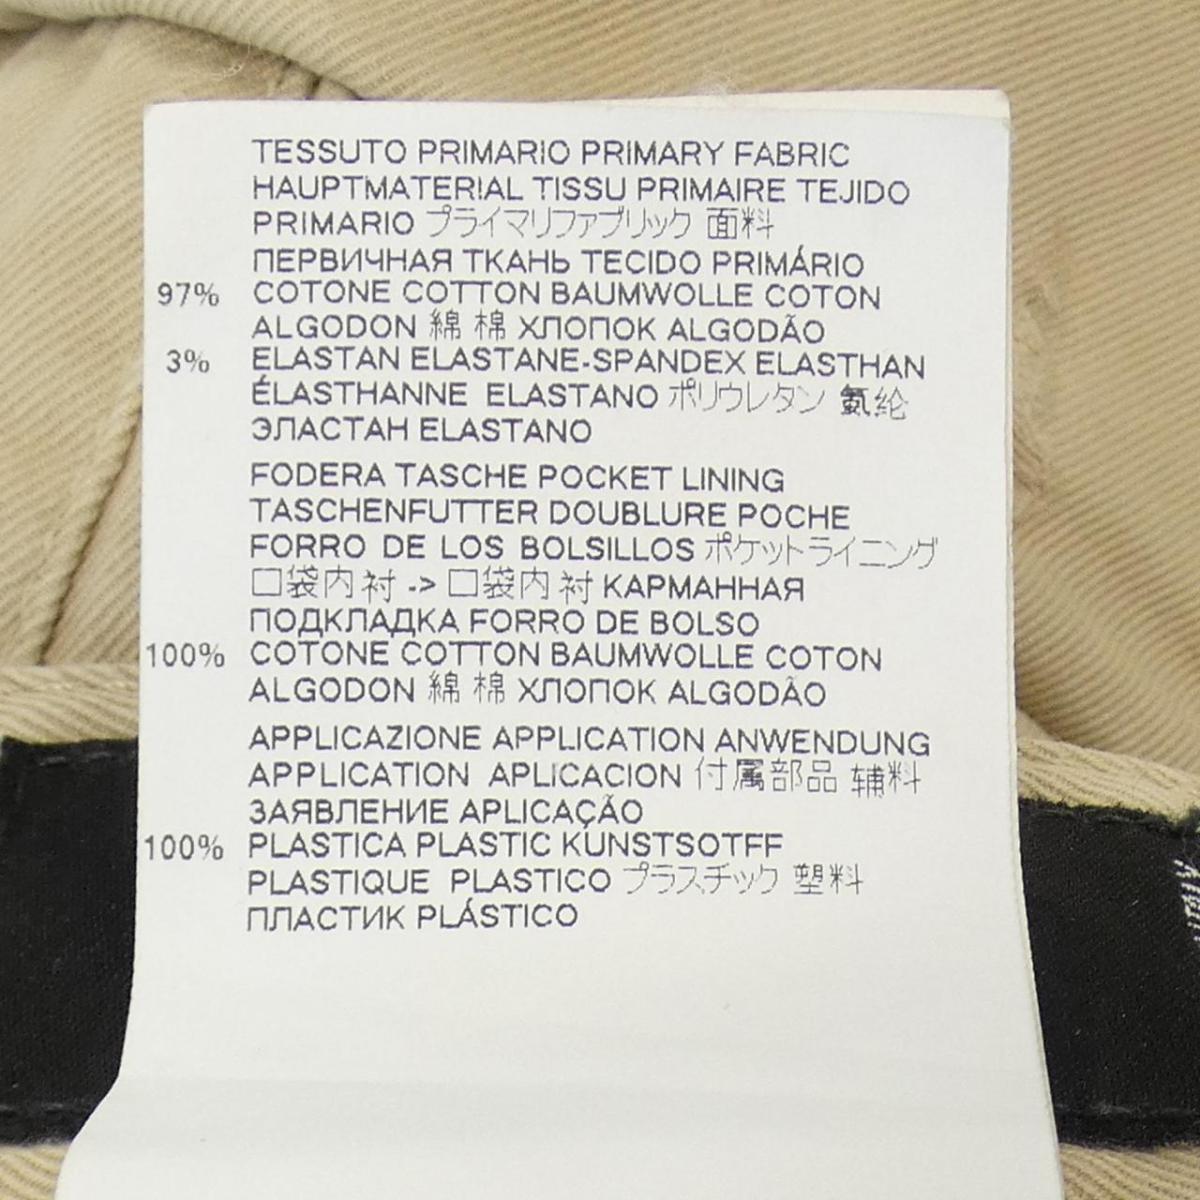 TESSUTO PRIMARIO PRIMARY FABRIC
HAUPTMATERIAL TISSU PRIMAIRE TEJIDO
PRIMARIO プライマリファブリック 面料
ПЕРВИЧНАЯ ТКАНЬ TECIDO PRIMÁRIO
97% COTONE COTTON BAUMWOLLE COTON
ALGODON 綿 棉 ХЛОПОК ALGODÃO
3% ELASTAN ELASTANE-SPANDEX ELASTHAN
ÉLASTHANNE ELASTANO ポリウレタン 氨纶
ЭЛАСТАН ELASTANO
FODERA TASCHE POCKET LINING
TASCHENFUTTER DOUBLURE POCHE
FORRO DE LOS BOLSILLOS ポケットライニング
口袋内衬 -> 口袋内衬 КАРМАННАЯ
ПОДКЛАДКА FORRO DE BOLSO
100% COTONE COTTON BAUMWOLLE COTON
ALGODON 綿 棉 ХЛОПОК ALGODÃO
APPLICAZIONE APPLICATION ANWENDUNG
APPLICATION APLICACION 付属部品 辅料
ЗАЯВЛЕНИЕ APLICAÇÃO
100% PLASTICA PLASTIC KUNSTSOTFF
PLASTIQUE PLASTICO プラスチック 塑料
ПЛАСТИК PLÁSTICO